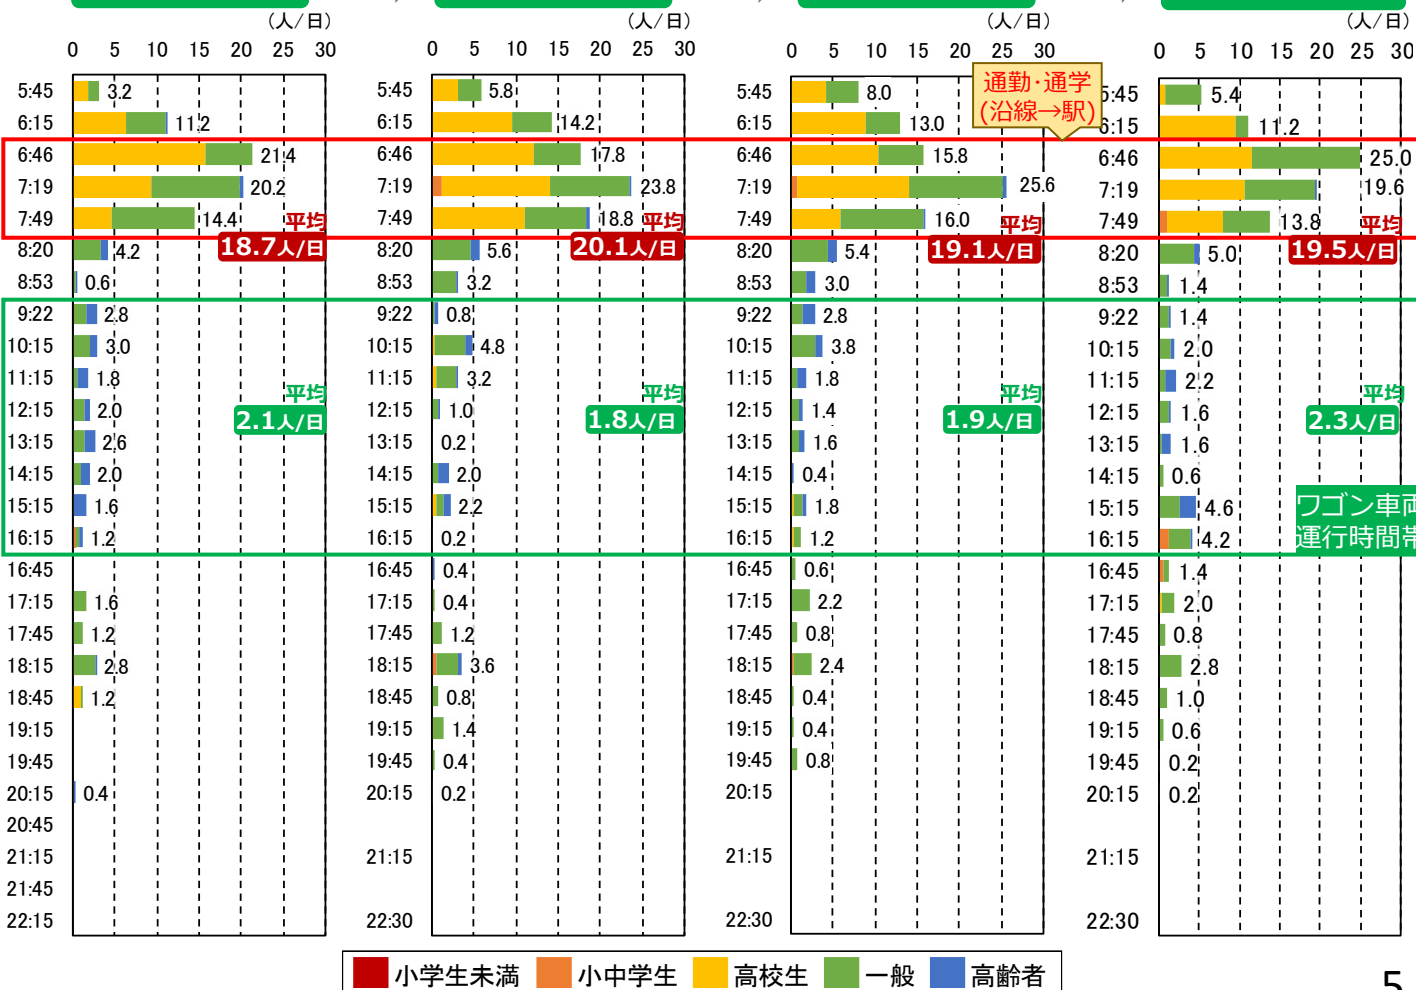 (人/日) (人/日) (人/日) (人/日)
0 5 10 15 20 25 30 0 5 10 15 20 25 30 0 5 10 15 20 25 30 0 5 10 15 20 25 30
通勤・通学
(沿線→駅)
5:45 3.2 5:45 5.8 5:45 8.0 5:45 5.4
6:15 11.2 6:15 14.2 6:15 13.0 6:15 11.2
6:46 21.4 6:46 17.8 6:46 15.8 6:46 25.0
7:19 20.2 7:19 23.8 7:19 25.6 7:19 19.6
7:49 14.4 平均 7:49 18.8 平均 7:49 16.0 平均 7:49 13.8 平均
8:20 4.2 18.7人/日 8:20 5.6 20.1人/日 8:20 5.4 19.1人/日 8:20 5.0 19.5人/日
8:53 0.6 8:53 3.2 8:53 3.0 8:53 1.4
9:22 2.8 9:22 0.8 9:22 2.8 9:22 1.4
10:15 3.0 10:15 4.8 10:15 3.8 10:15 2.0
11:15 1.8 平均 11:15 3.2 平均 11:15 1.8 平均 11:15 2.2 平均
12:15 2.0 2.1人/日 12:15 1.0 1.8人/日 12:15 1.4 1.9人/日 12:15 1.6 2.3人/日
13:15 2.6 13:15 0.2 13:15 1.6 13:15 1.6
14:15 2.0 14:15 2.0 14:15 0.4 14:15 0.6
15:15 1.6 15:15 2.2 15:15 1.8 15:15 4.6 ワゴン車両
16:15 1.2 16:15 0.2 16:15 1.2 16:15 4.2 運行時間帯
16:45 16:45 0.4 16:45 0.6 16:45 1.4
17:15 1.6 17:15 0.4 17:15 2.2 17:15 2.0
17:45 1.2 17:45 1.2 17:45 0.8 17:45 0.8
18:15 2.8 18:15 3.6 18:15 2.4 18:15 2.8
18:45 1.2 18:45 0.8 18:45 0.4 18:45 1.0
19:15 19:15 1.4 19:15 0.4 19:15 0.6
19:45 19:45 0.4 19:45 0.8 19:45 0.2
20:15 0.4 20:15 0.2 20:15 20:15 0.2
20:45
21:15 21:15 21:15 21:15
21:45
22:15 22:30 22:30 22:30
小学生未満 小中学生 高校生 一般 高齢者
5